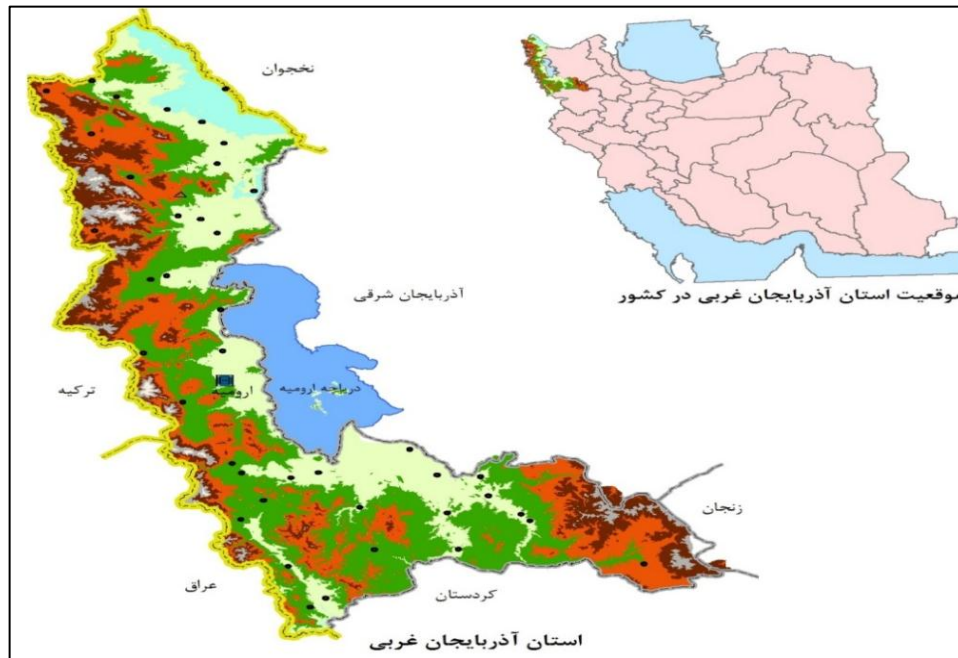 نخجوان
آذربایجان شرقی
موقعیت استان آذربایجان غربی در کشور
ترکیه
ارومیه
دریاچه ارومیه
زنجان
عراق
کردستان
استان آذربایجان غربی